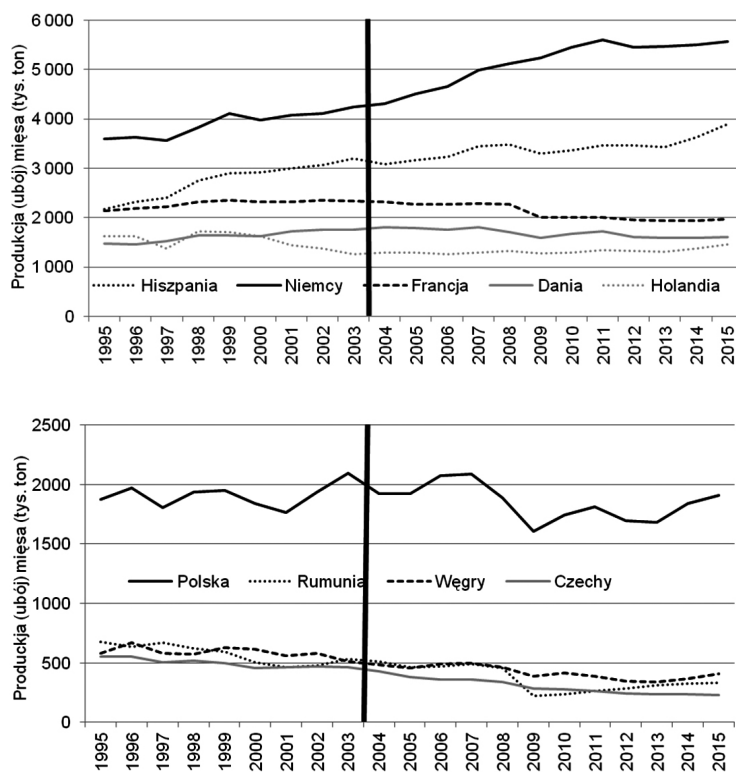 Produkcja (ubój) mięsa (tys. ton)
6 000
5 000
4 000
3 000
2 000
1 000
0
Hiszpania Niemcy Francja Dania Holandia
1995 1996 1997 1998 1999 2000 2001 2002 2003 2004 2005 2006 2007 2008 2009 2010 2011 2012 2013 2014 2015
Produckja (ubój) mięsa (tys. ton)
2500
2000
1500
1000
500
0
Polska Rumunia Węgry Czechy
1995 1996 1997 1998 1999 2000 2001 2002 2003 2004 2005 2006 2007 2008 2009 2010 2011 2012 2013 2014 2015